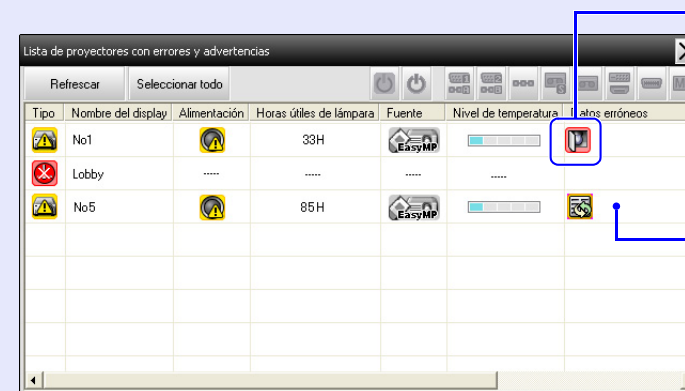 Lista de proyectores con errores y advertencias
Refrescar Seleccionar todo
Tipo Nombre del display Alimentación Horas útiles de lámpara Fuente Nivel de temperatura Datos erróneos
No1 33H EasyMP
Lobby ----- ----- ----- -----
No5 85H EasyMP